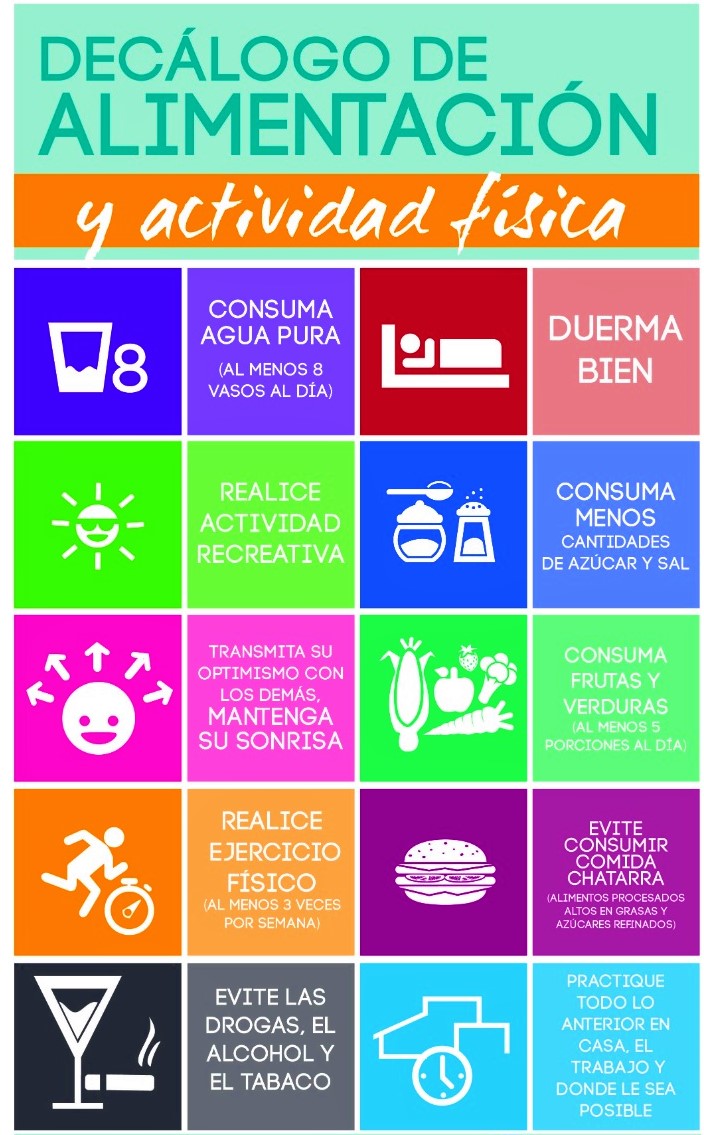 DECÁLOGO DE
ALIMENTACIÓN
y actividad física
8
CONSUMA
AGUA PURA
(AL MENOS 8
VASOS AL DÍA)
DUERMA
BIEN
REALICE
ACTIVIDAD
RECREATIVA
CONSUMA
MENOS
CANTIDADES
DE AZÚCAR Y SAL
TRANSMITA SU
OPTIMISMO CON
LOS DEMÁS,
MANTENGA
SU SONRISA
CONSUMA
FRUTAS Y
VERDURAS
(AL MENOS 5
PORCIONES AL DÍA)
REALICE
EJERCICIO
FÍSICO
(AL MENOS 3 VECES
POR SEMANA)
EVITE
CONSUMIR
COMIDA
CHATARRA
(ALIMENTOS PROCESADOS
ALTOS EN GRASAS Y
AZÚCARES REFINADOS)
EVITE LAS
DROGAS, EL
ALCOHOL Y
EL TABACO
PRACTIQUE
TODO LO
ANTERIOR EN
CASA, EL
TRABAJO Y
DONDE LE SEA
POSIBLE